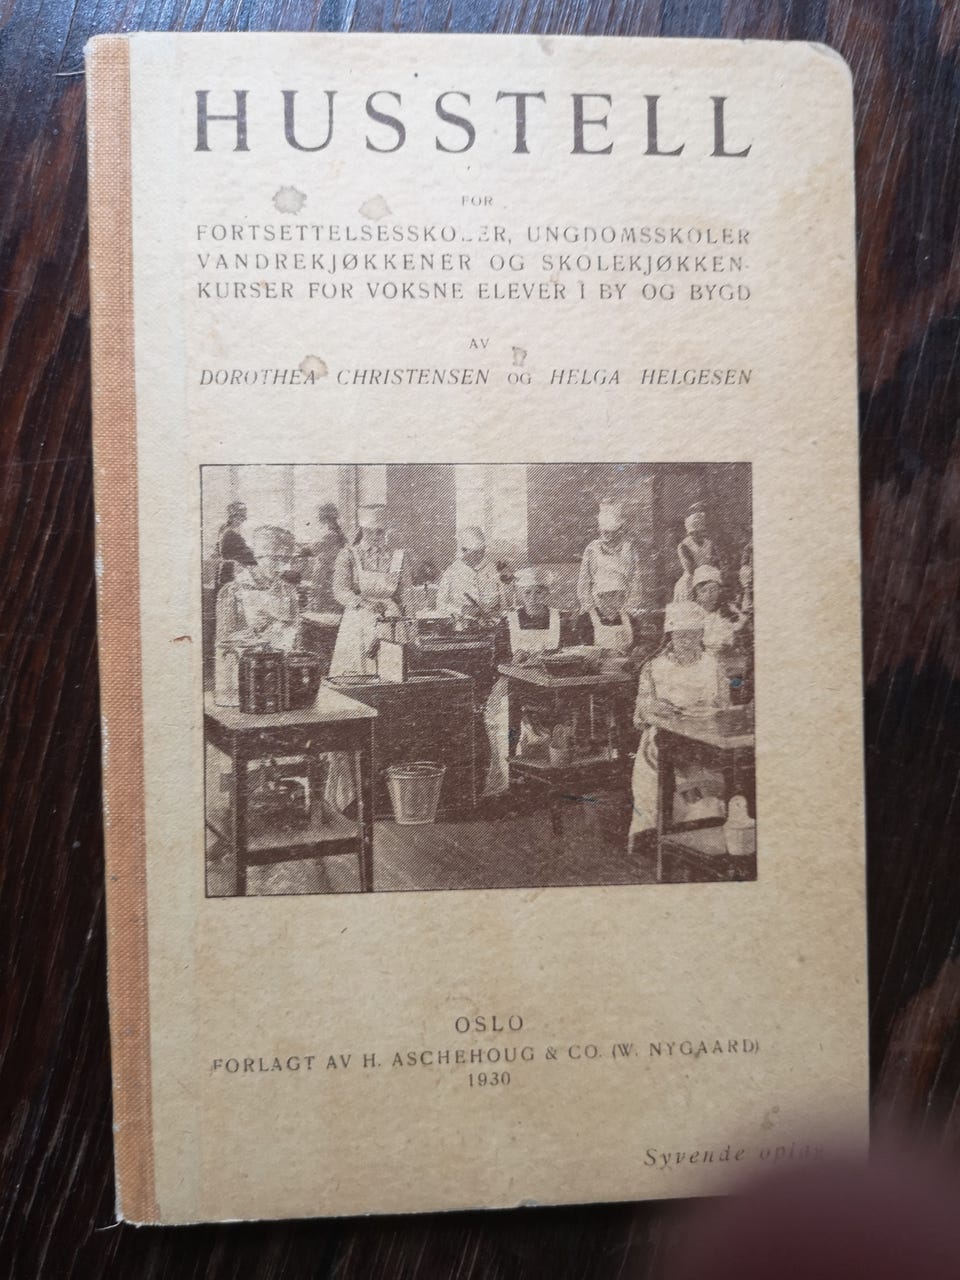 HUSSTELL
FOR
FORTSETTELSESSKOLER, UNGDOMSSKOLER
VANDREKJØKKENER OG SKOLEKJØKKEN-
KURSER FOR VOKSNE ELEVER I BY OG BYGD
AV
DOROTHEA CHRISTENSEN OG HELGA HELGESEN
OSLO
FORLAGT AV H. ASCHEHOUG & CO. (W. NYGAARD)
1930
Syvende